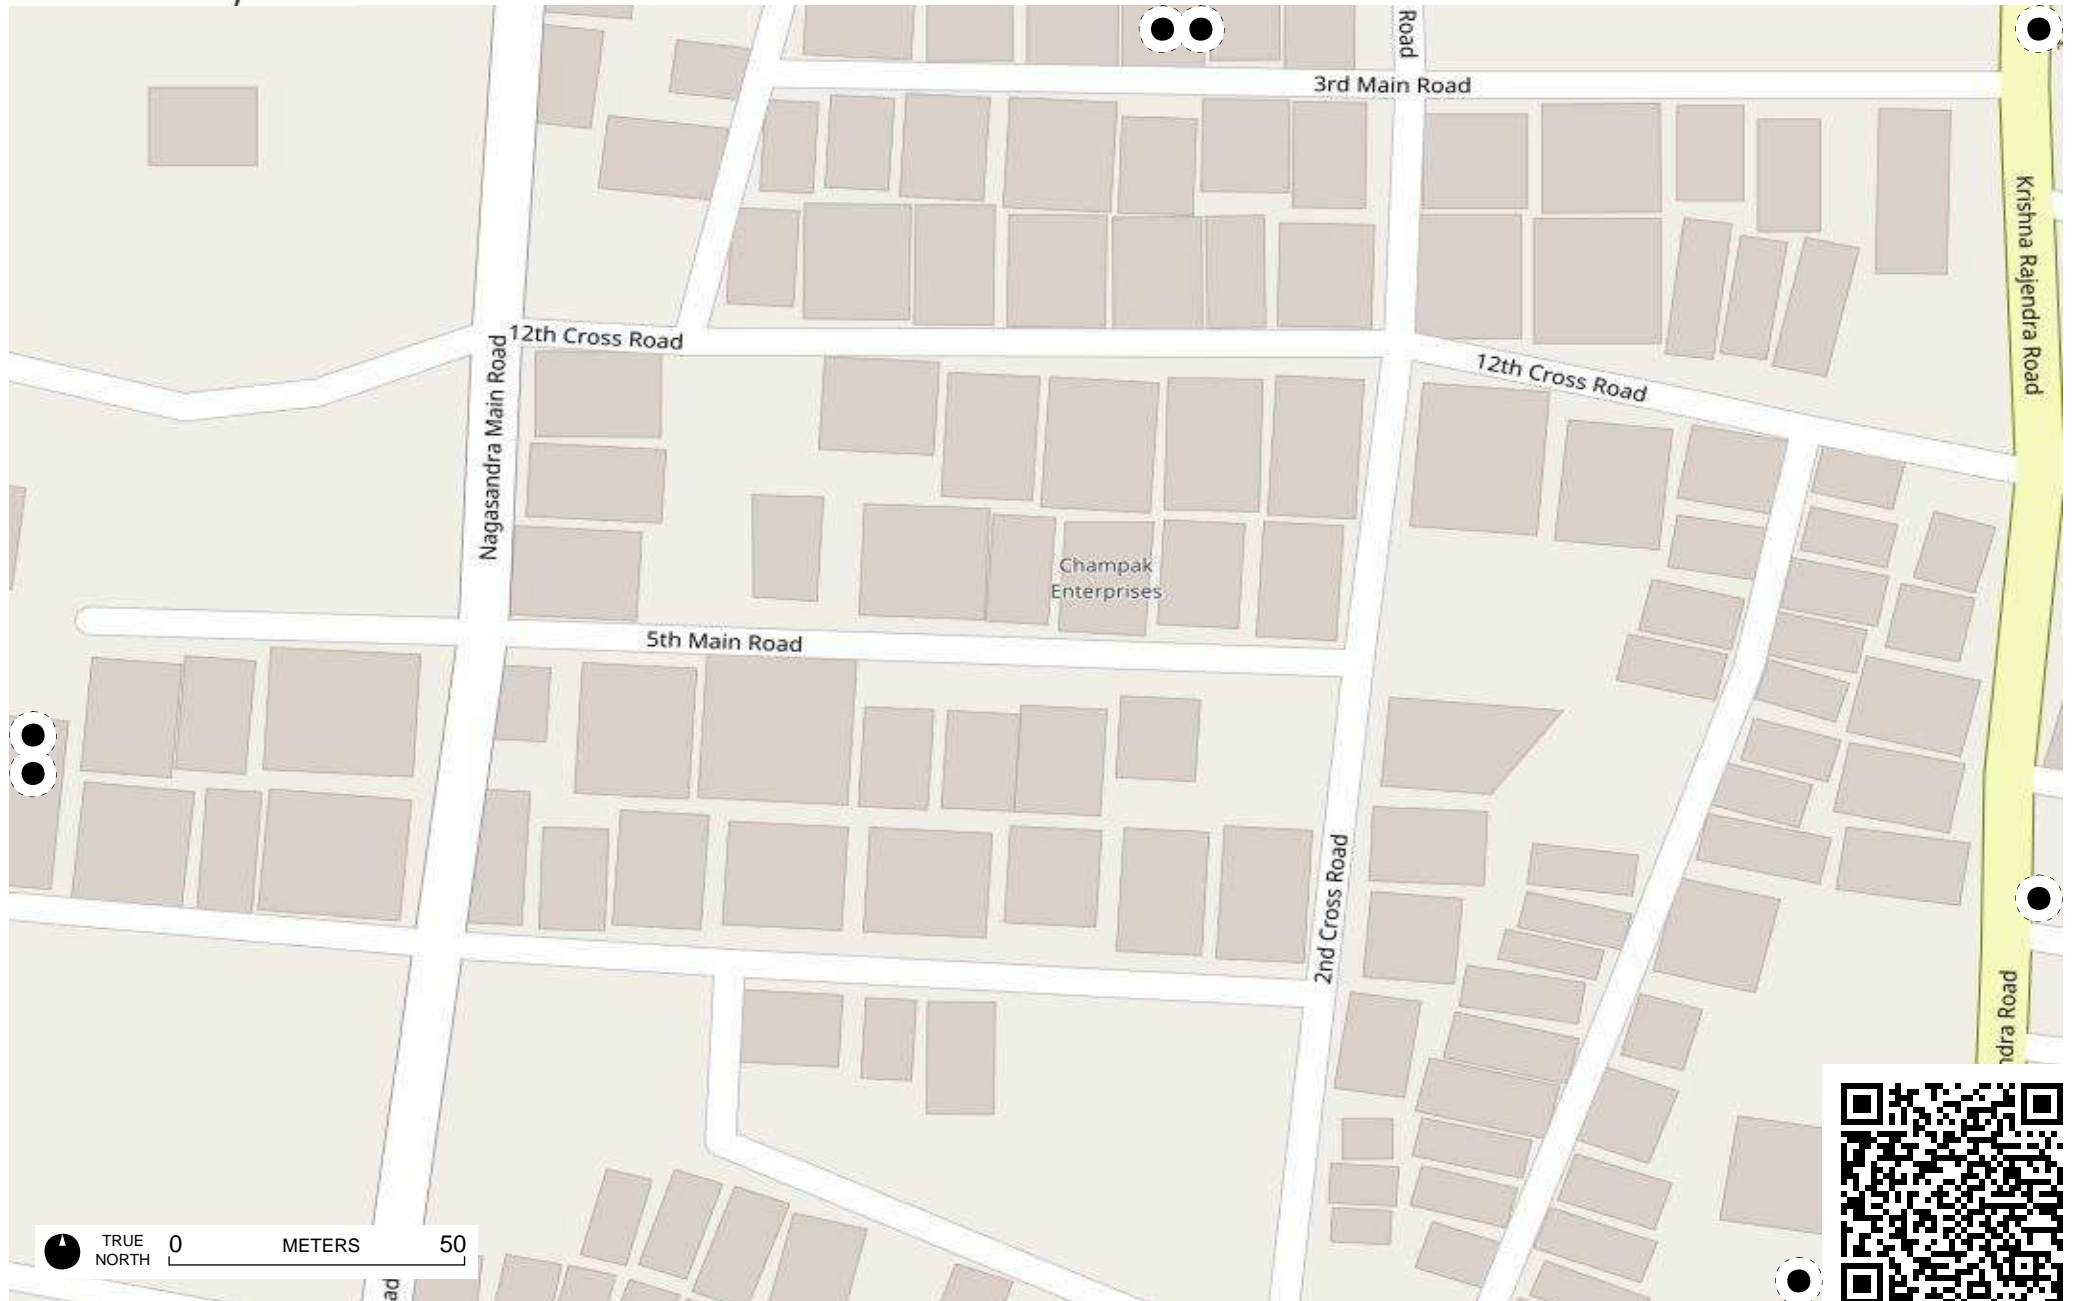 Road
3rd Main Road
Krishna Rajendra Road
12th Cross Road
12th Cross Road
Nagasandra Main Road
Champak
Enterprises
5th Main Road
2nd Cross Road
ndra Road
TRUE
NORTH
0 METERS 50
ad